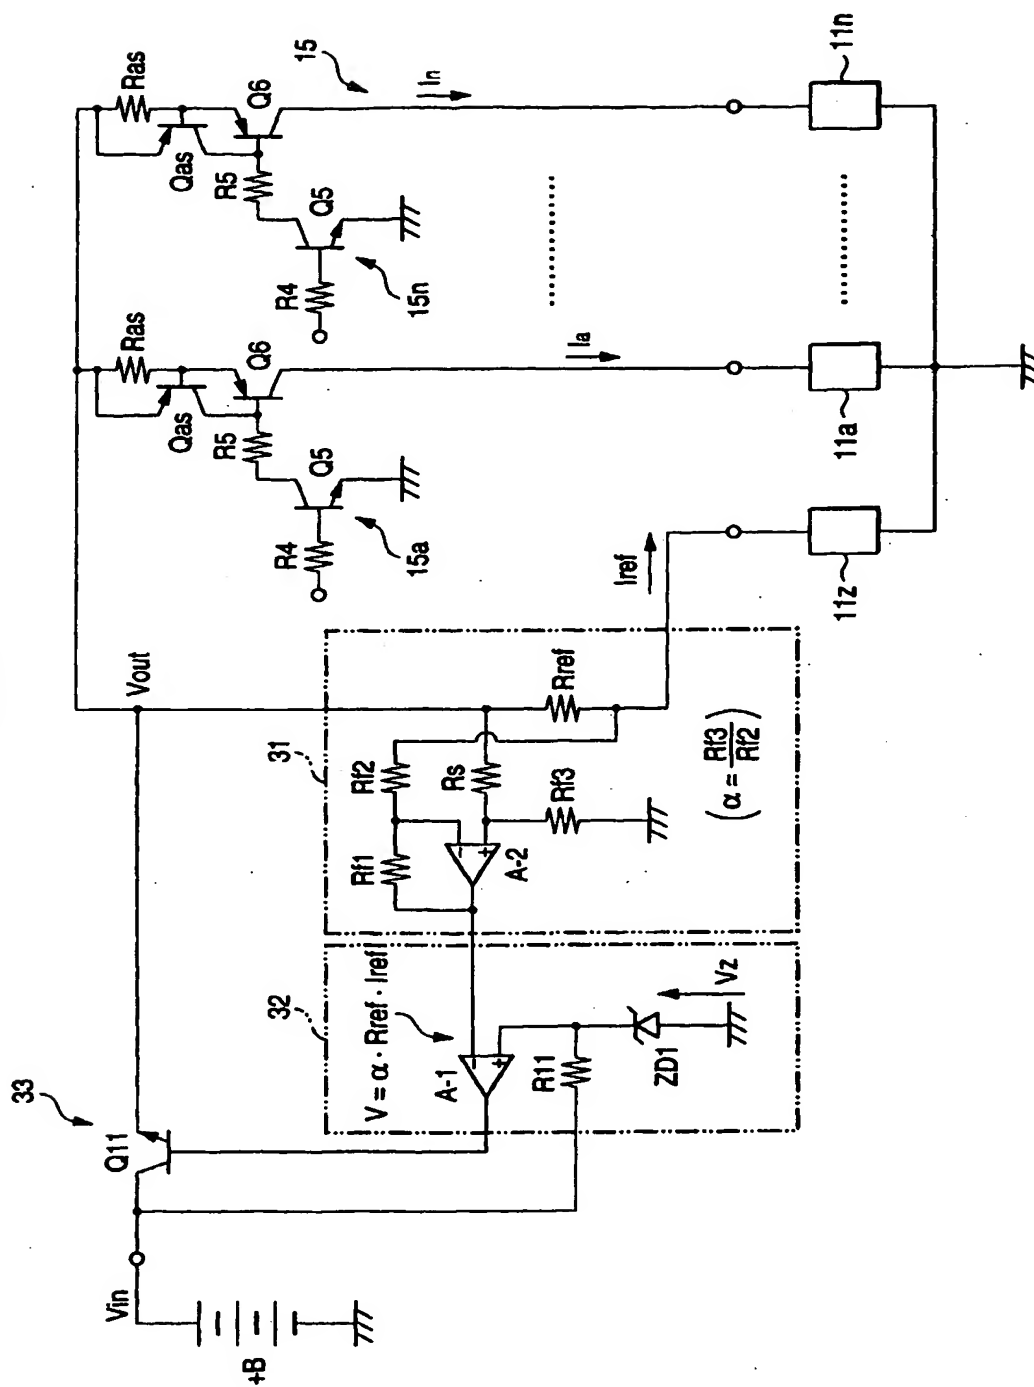 33
Vin
+B
Q11
Vout
32
V = α · Rref · Iref
A-1
R11
ZD1
Vz
31
Rf1
Rf2
A-2
Rs
Rf3
Rref
(α = Rf3/Rf2)
Iref
11z
R4
15a
Q5
R5
Qas
Ras
Q6
Ia
11a
R4
15n
Q5
R5
Qas
Ras
Q6
15
In
11n